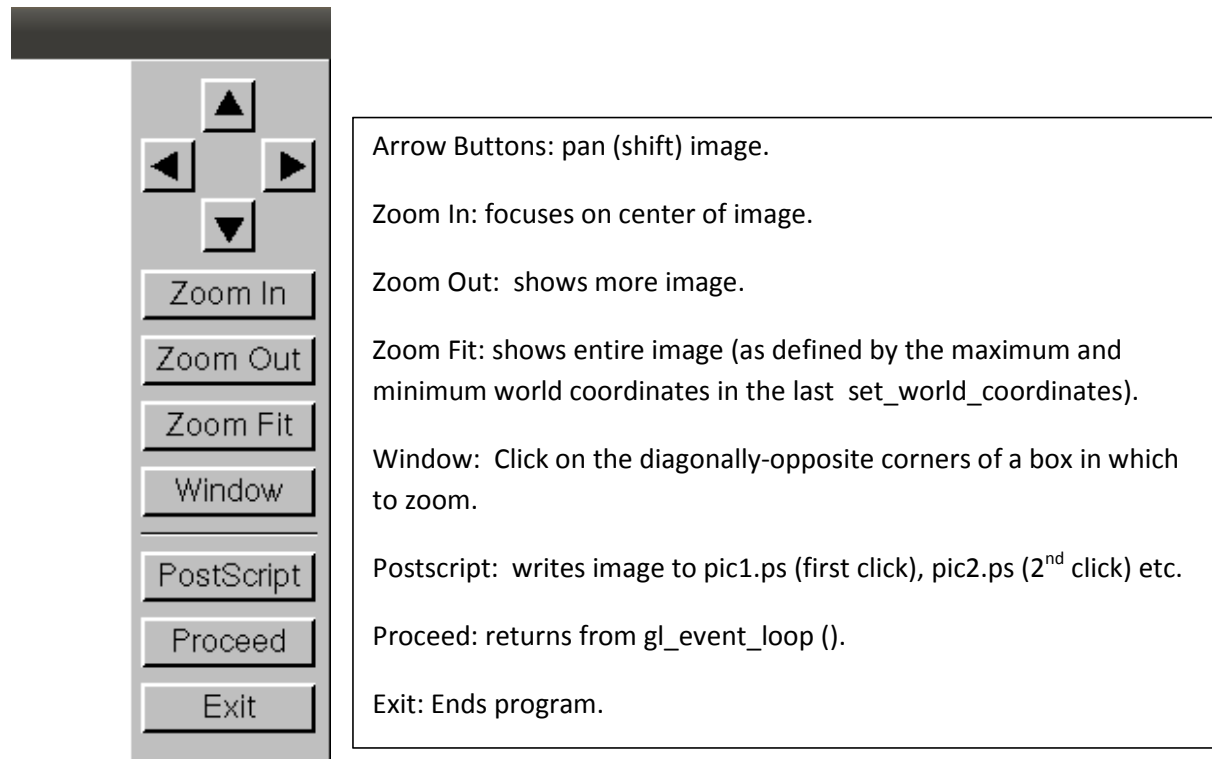 Zoom In
Zoom Out
Zoom Fit
Window
PostScript
Proceed
Exit
Arrow Buttons: pan (shift) image.
Zoom In: focuses on center of image.
Zoom Out:  shows more image.
Zoom Fit: shows entire image (as defined by the maximum and
minimum world coordinates in the last  set_world_coordinates).
Window:  Click on the diagonally-opposite corners of a box in which
to zoom.
Postscript:  writes image to pic1.ps (first click), pic2.ps (2nd click) etc.
Proceed: returns from gl_event_loop ().
Exit: Ends program.